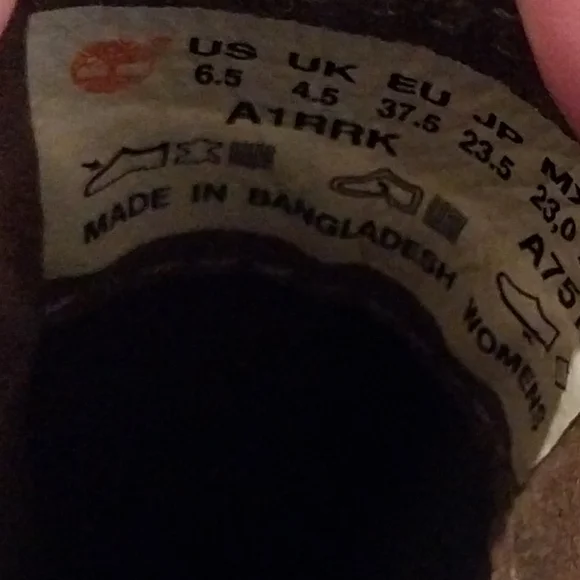 US UK EU JP MX
6.5 4.5 37.5 23.5 23,0
A1RRK A75
MADE IN BANGLADESH WOMENS